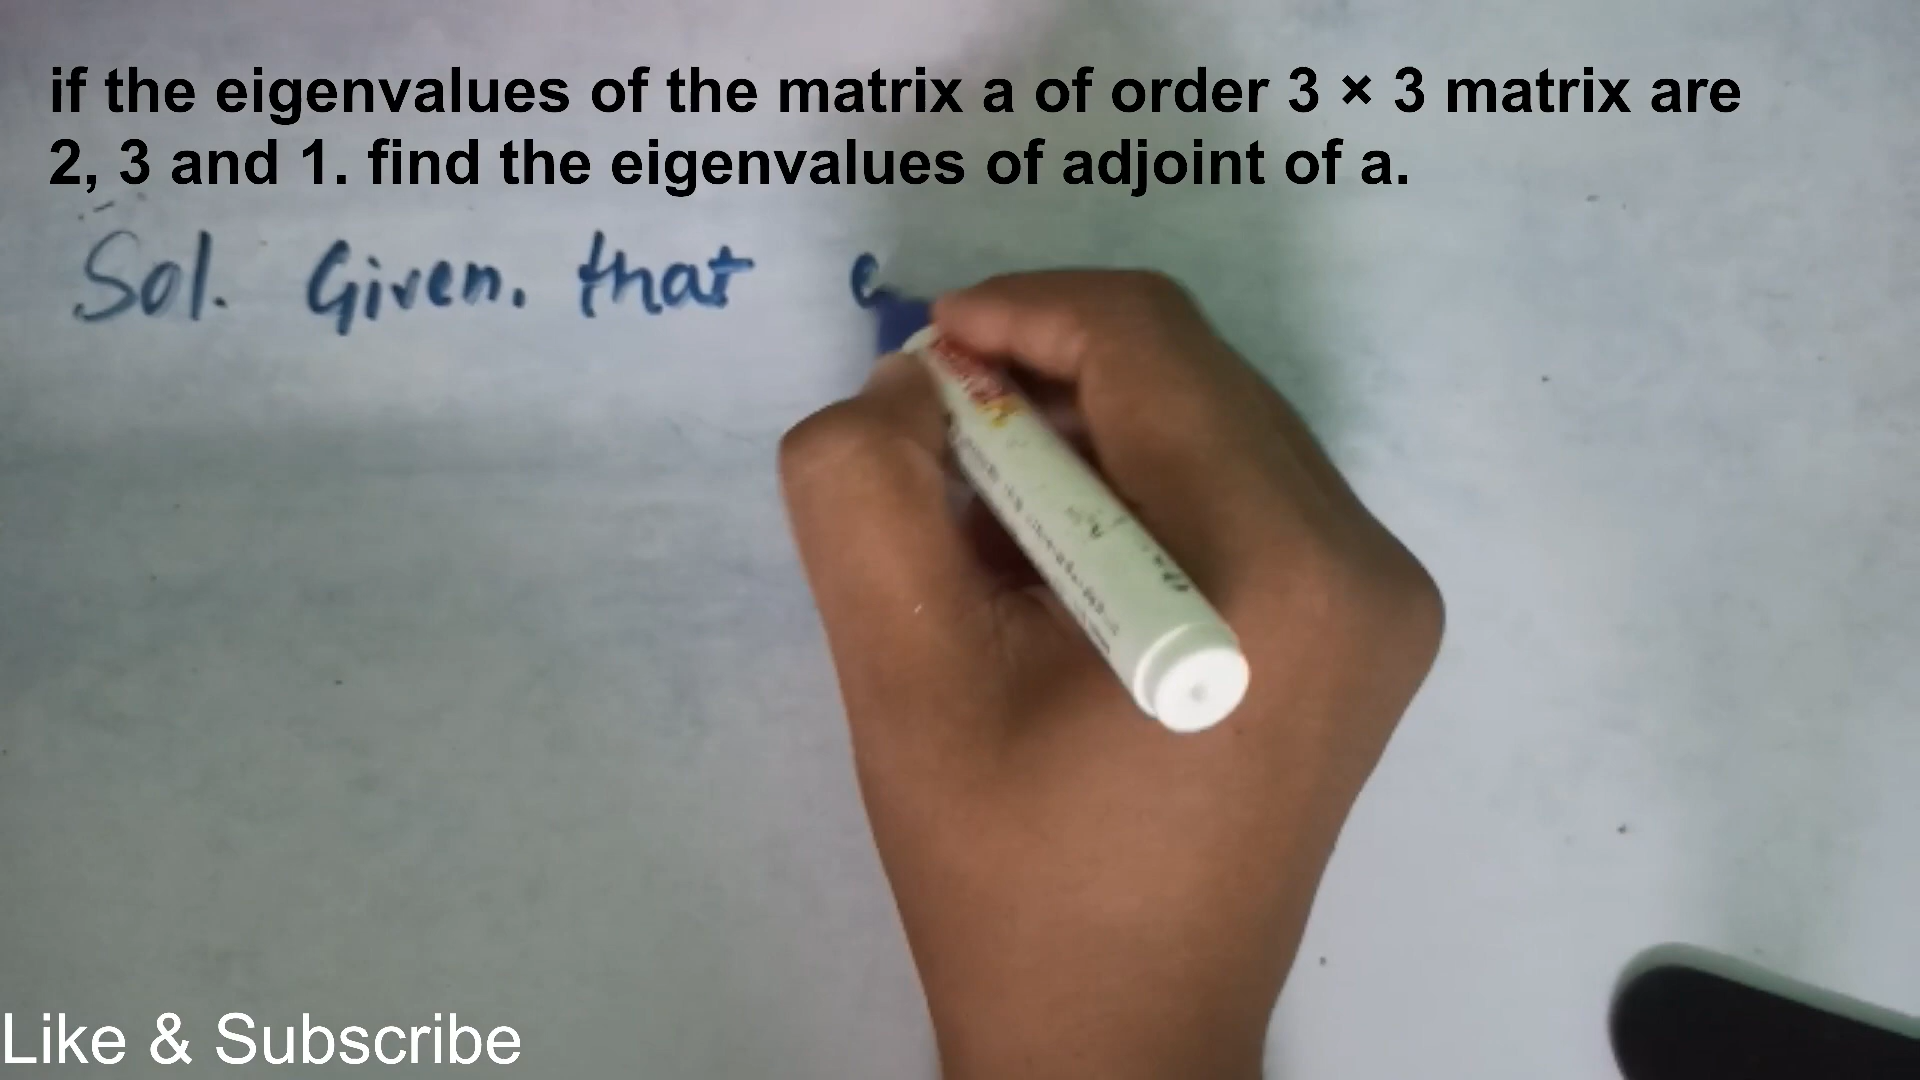 if the eigenvalues of the matrix a of order 3 × 3 matrix are
2, 3 and 1. find the eigenvalues of adjoint of a.
Sol. Given. that e
Like & Subscribe